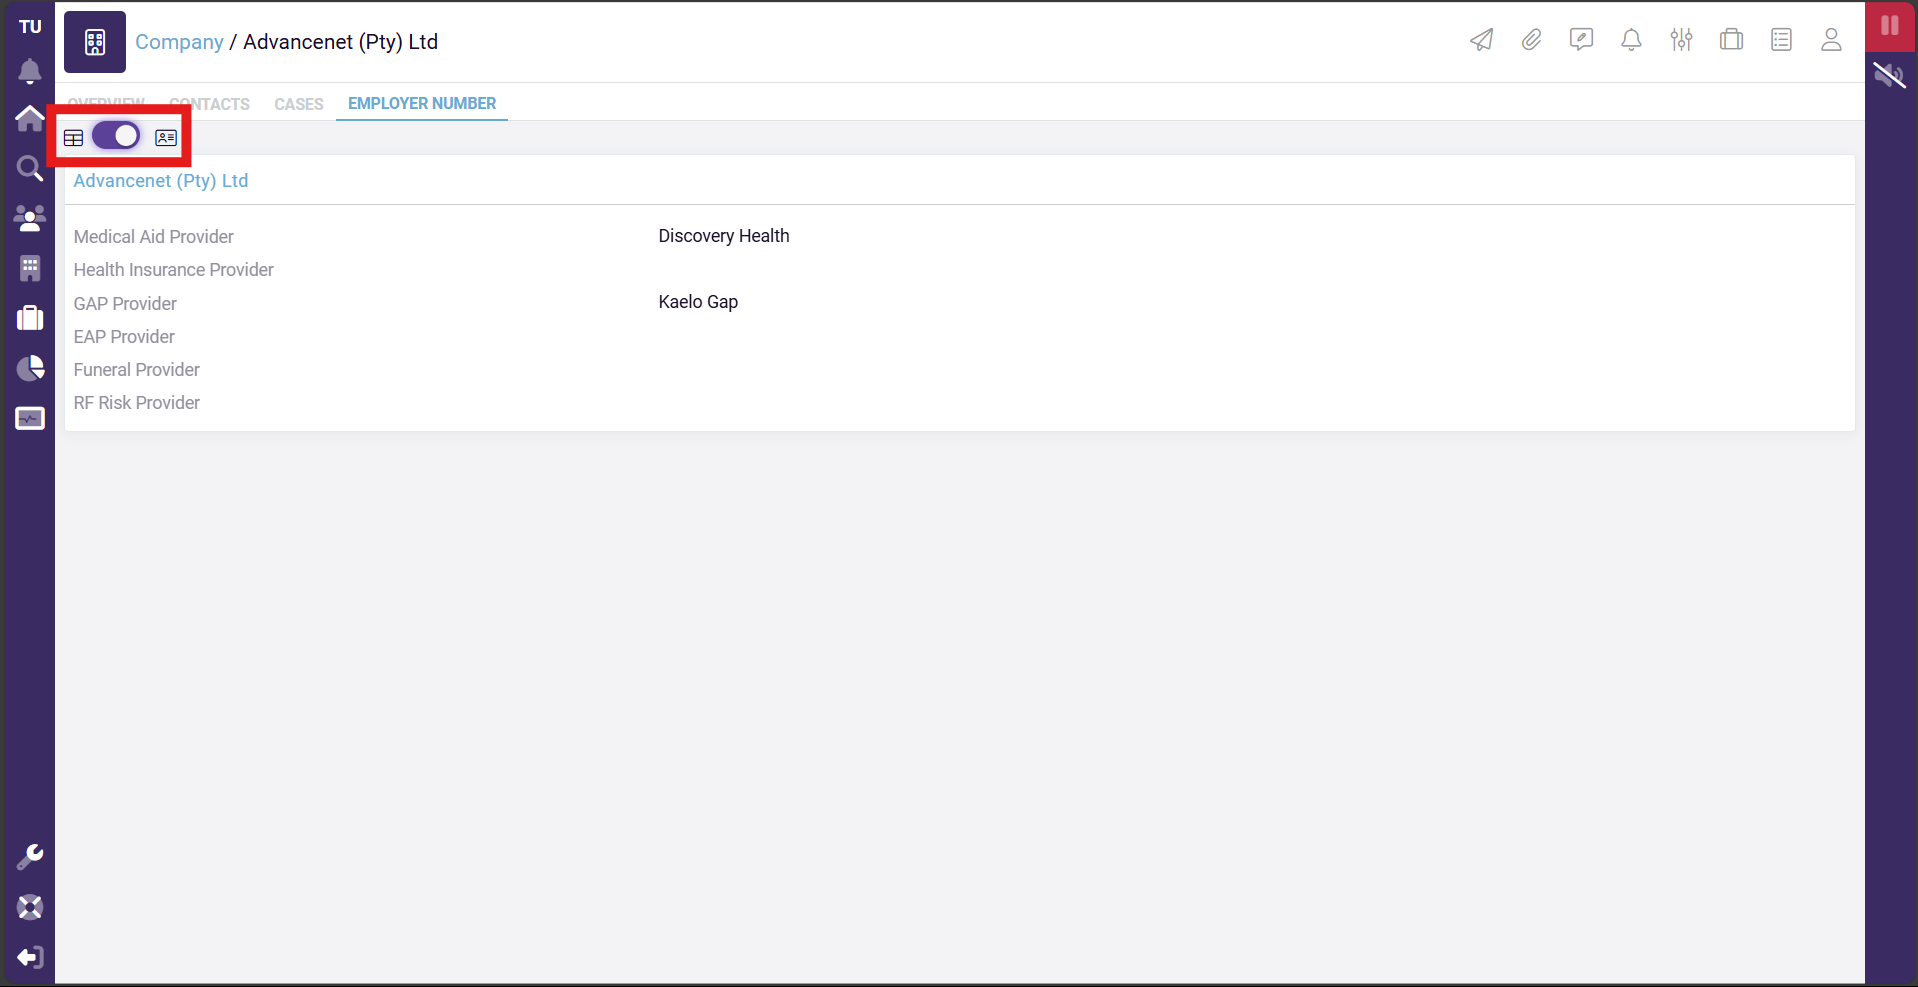 TU
Company / Advancenet (Pty) Ltd
OVERVIEW CONTACTS CASES EMPLOYER NUMBER
Advancenet (Pty) Ltd
Medical Aid Provider Discovery Health
Health Insurance Provider
GAP Provider Kaelo Gap
EAP Provider
Funeral Provider
RF Risk Provider